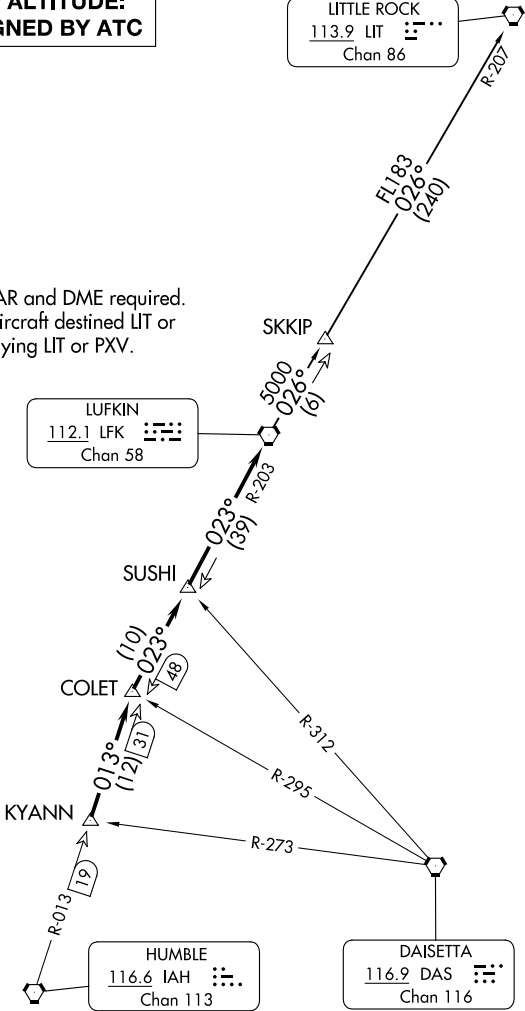 ALTITUDE:
GNED BY ATC
LITTLE ROCK
113.9 LIT
Chan 86
R-207
FL183
026°
(240)
AR and DME required.
ircraft destined LIT or
ying LIT or PXV.
SKKIP
5000
026°
(6)
LUFKIN
112.1 LFK
Chan 58
R-203
023°
(39)
SUSHI
(10)
023°
48
COLET
R-312
31
013°
(12)
R-295
KYANN
R-273
19
R-013
HUMBLE
116.6 IAH
Chan 113
DAISETTA
116.9 DAS
Chan 116